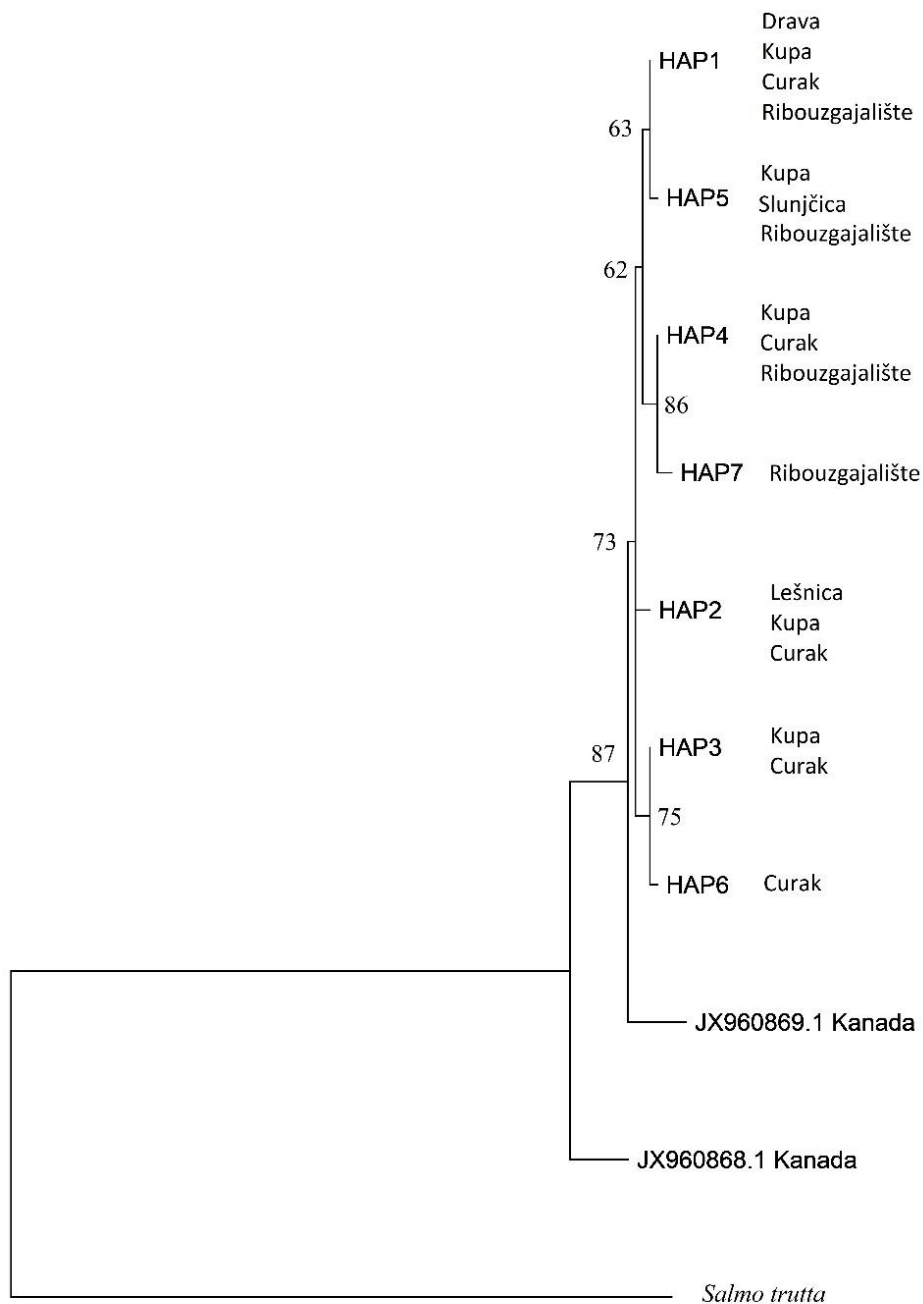 Drava
HAP1
Kupa
Curak
Ribouzgajalište
63
HAP5
Kupa
Slunjčica
Ribouzgajalište
62
HAP4
Kupa
Curak
Ribouzgajalište
86
HAP7
Ribouzgajalište
73
HAP2
Lešnica
Kupa
Curak
87
HAP3
Kupa
Curak
75
HAP6
Curak
JX960869.1 Kanada
JX960868.1 Kanada
Salmo trutta